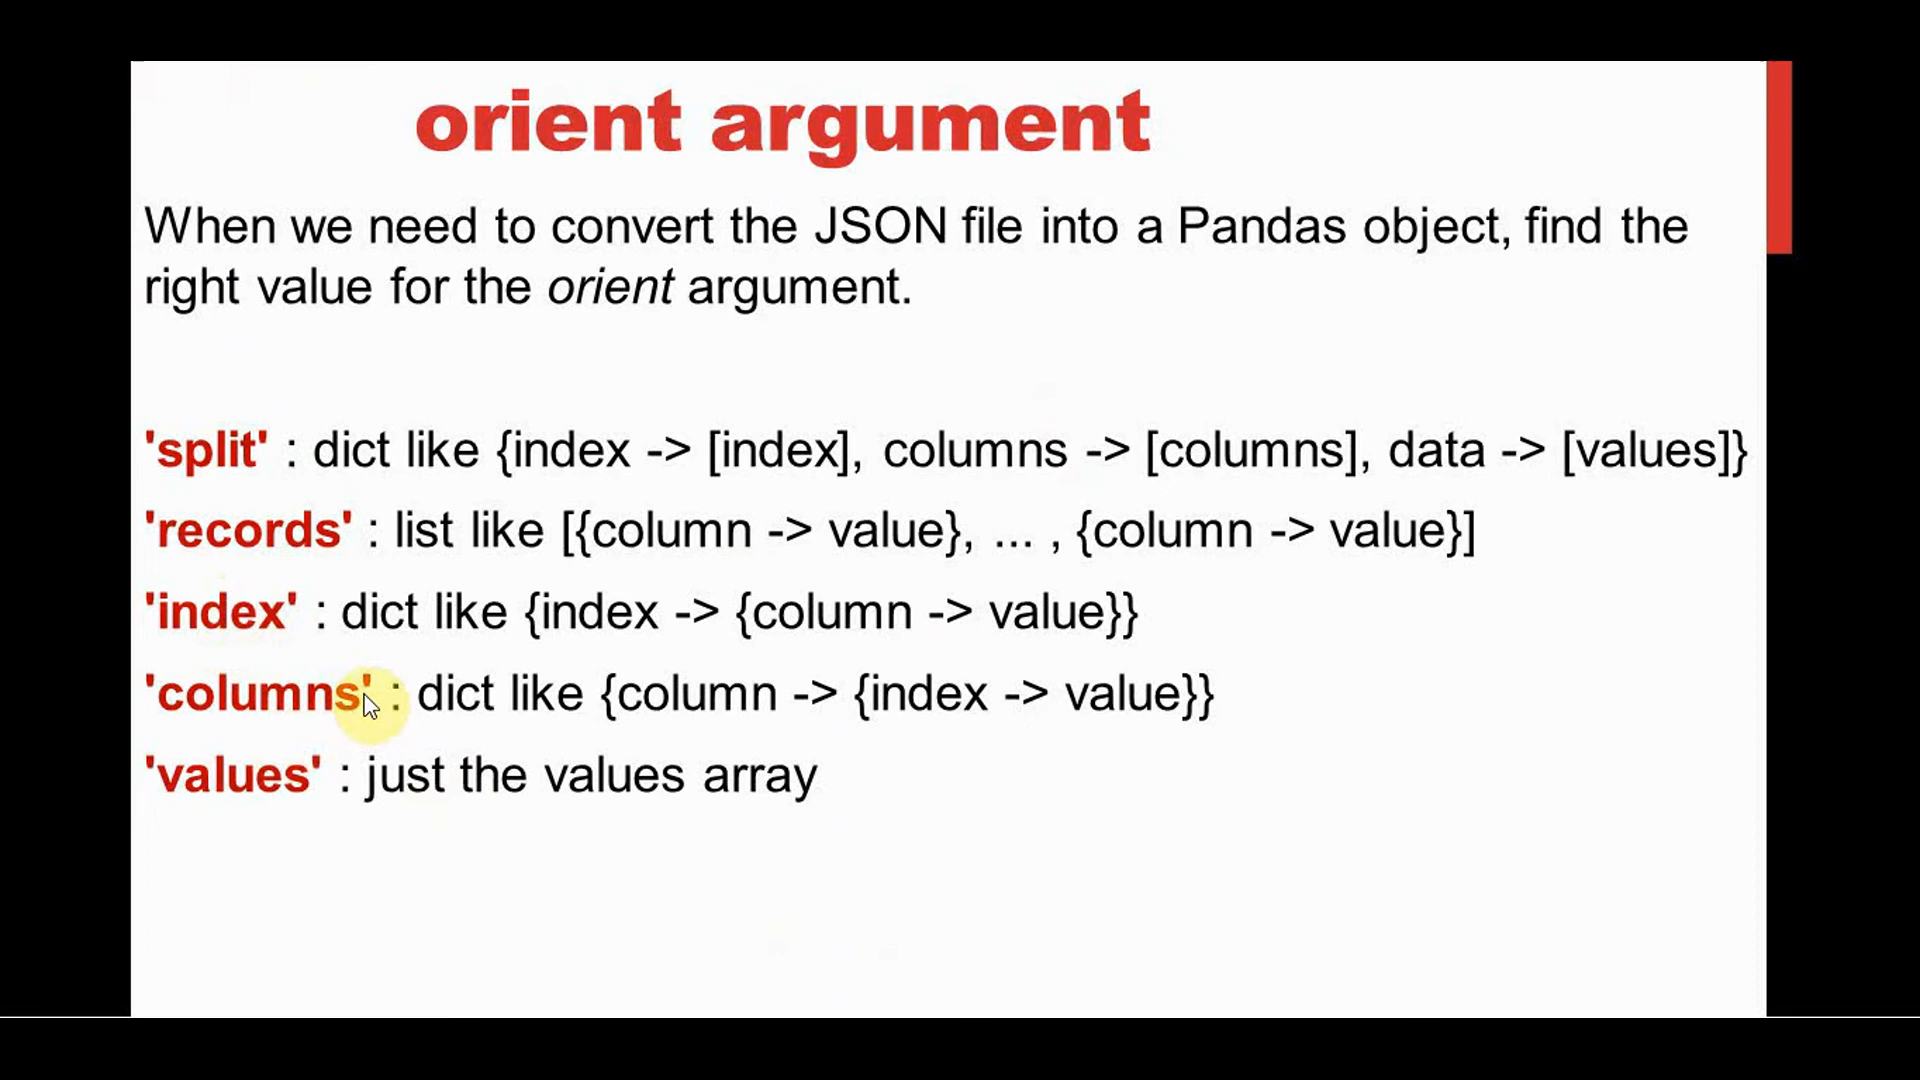 orient argument
When we need to convert the JSON file into a Pandas object, find the
right value for the orient argument.
'split' : dict like {index -> [index], columns -> [columns], data -> [values]}
'records' : list like [{column -> value}, ... , {column -> value}]
'index' : dict like {index -> {column -> value}}
'columns' : dict like {column -> {index -> value}}
'values' : just the values array